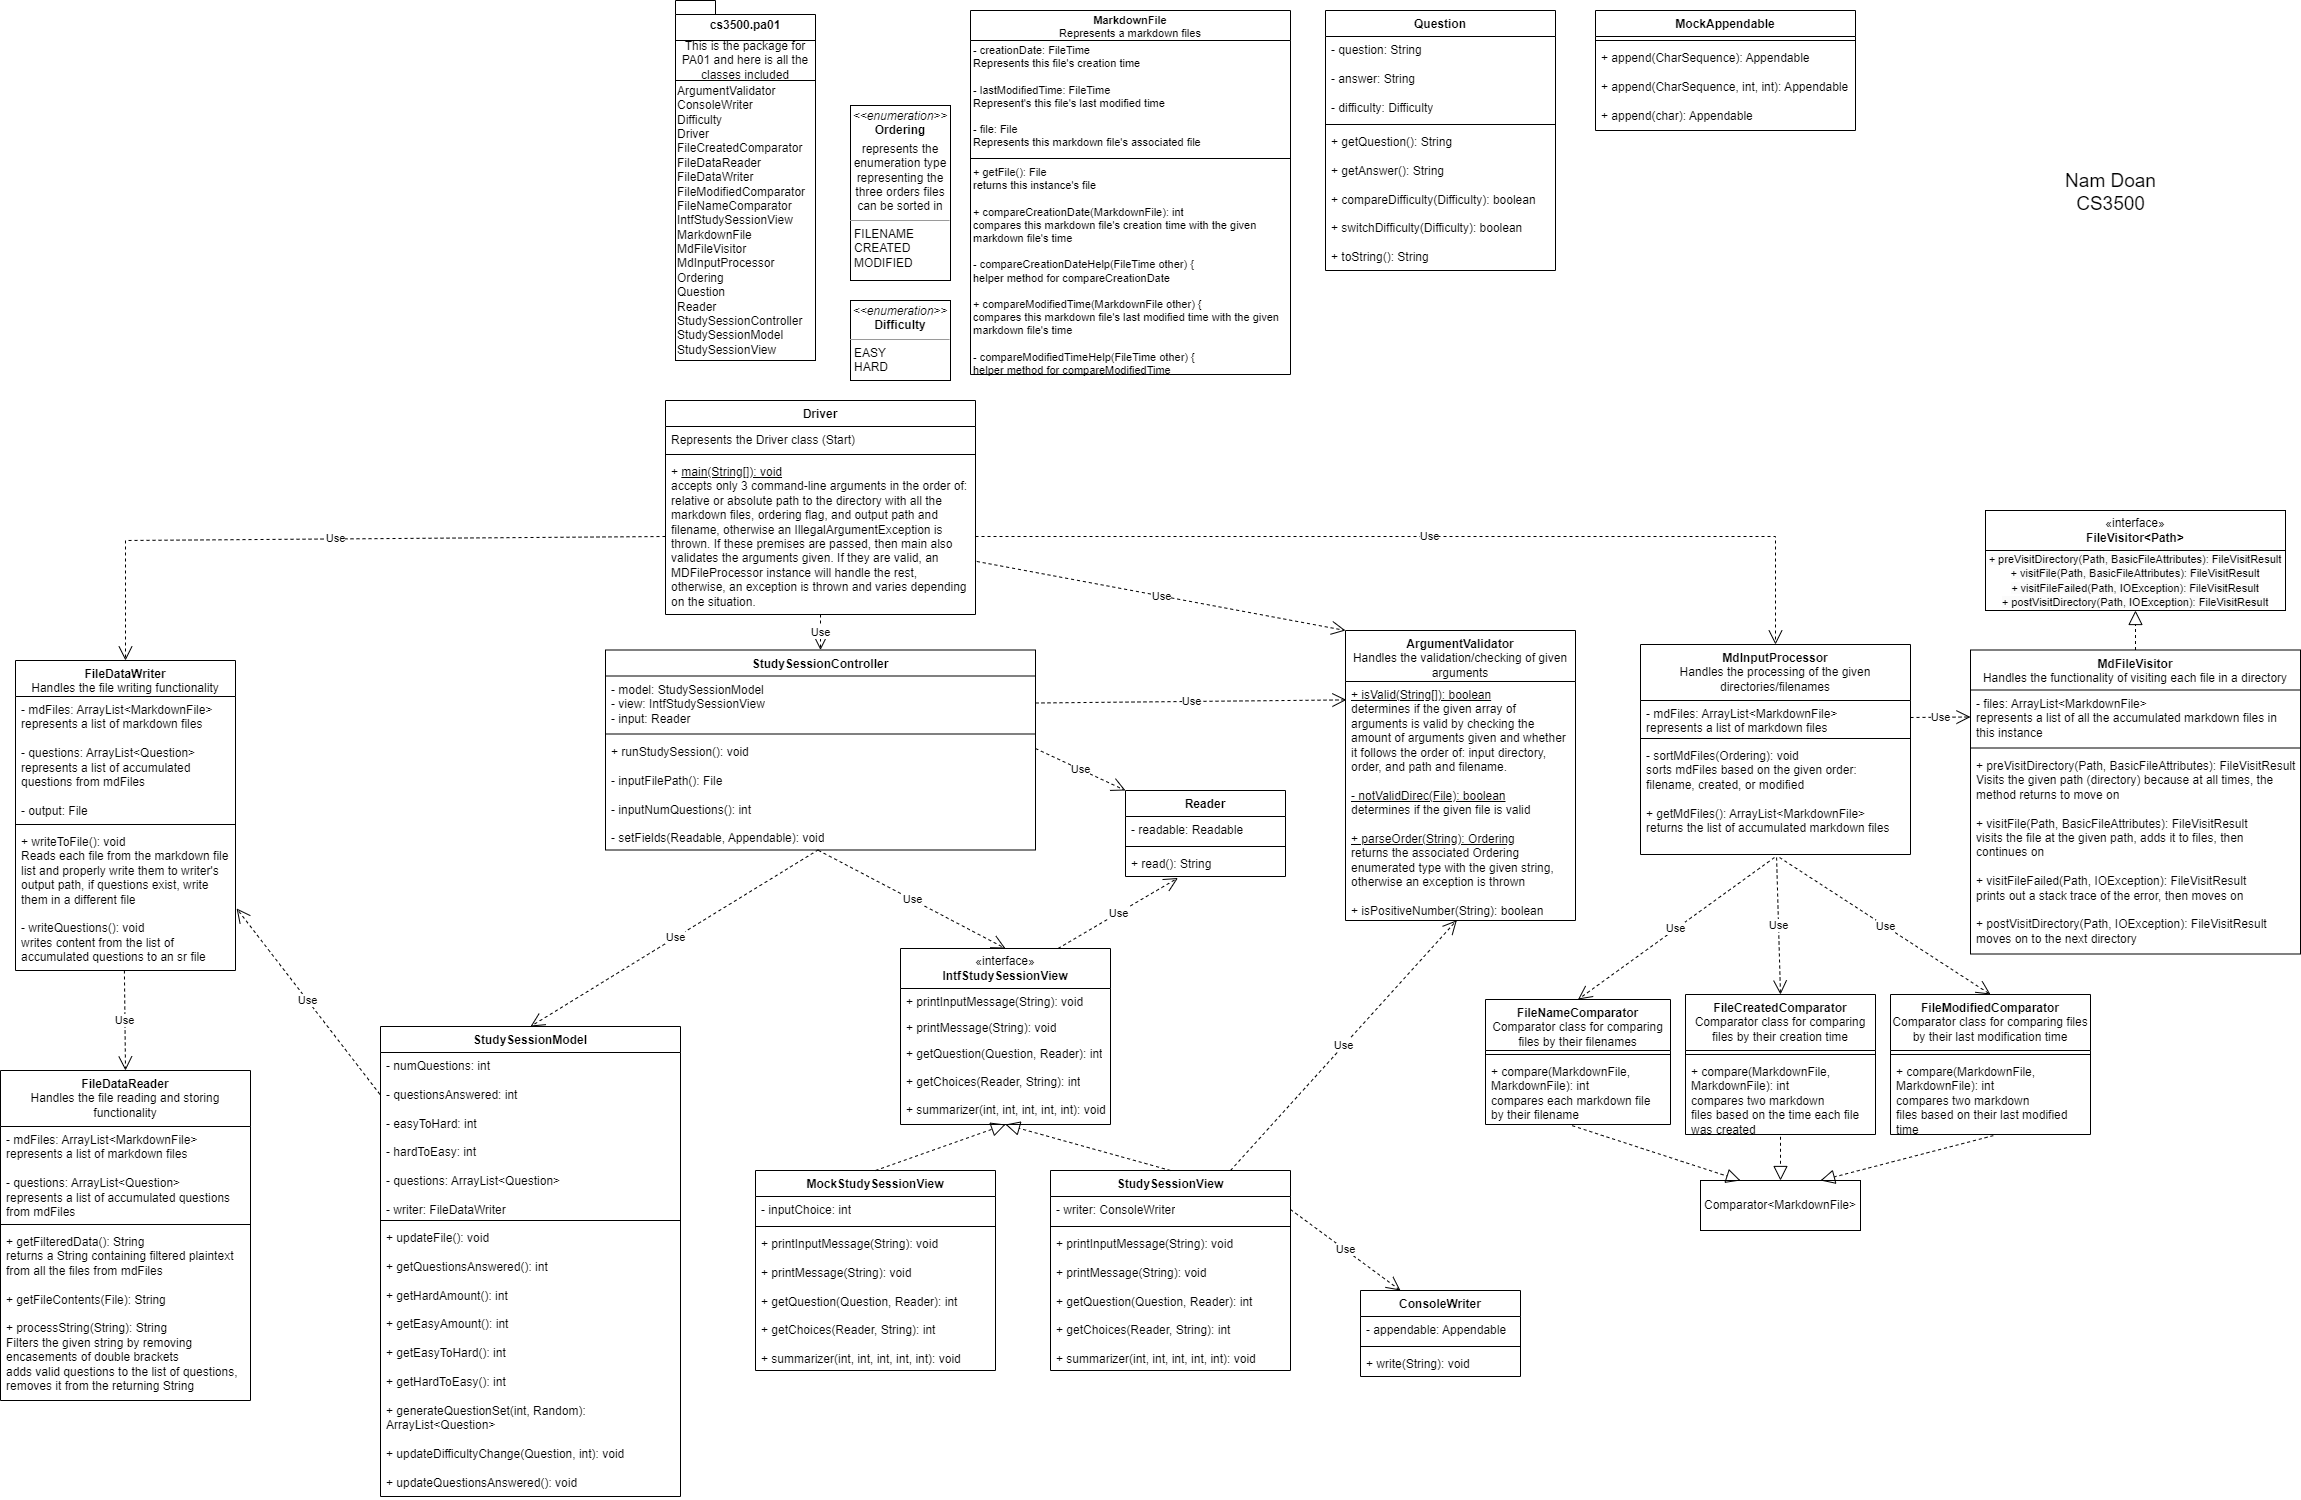 cs3500.pa01
This is the package for
PA01 and here is all the
classes included
ArgumentValidator
ConsoleWriter
Difficulty
Driver
FileCreatedComparator
FileDataReader
FileDataWriter
FileModifiedComparator
FileNameComparator
IntfStudySessionView
MarkdownFile
MdFileVisitor
MdInputProcessor
Ordering
Question
Reader
StudySessionController
StudySessionModel
StudySessionView
<<enumeration>>
Ordering
represents the
enumeration type
representing the
three orders files
can be sorted in
FILENAME
CREATED
MODIFIED
<<enumeration>>
Difficulty
EASY
HARD
MarkdownFile
Represents a markdown files
- creationDate: FileTime
Represents this file's creation time
- lastModifiedTime: FileTime
Represent's this file's last modified time
- file: File
Represents this markdown file's associated file
+ getFile(): File
returns this instance's file
+ compareCreationDate(MarkdownFile): int
compares this markdown file's creation time with the given
markdown file's time
- compareCreationDateHelp(FileTime other) {
helper method for compareCreationDate
+ compareModifiedTime(MarkdownFile other) {
compares this markdown file's last modified time with the given
markdown file's time
- compareModifiedTimeHelp(FileTime other) {
helper method for compareModifiedTime
Question
- question: String
- answer: String
- difficulty: Difficulty
+ getQuestion(): String
+ getAnswer(): String
+ compareDifficulty(Difficulty): boolean
+ switchDifficulty(Difficulty): boolean
+ toString(): String
MockAppendable
+ append(CharSequence): Appendable
+ append(CharSequence, int, int): Appendable
+ append(char): Appendable
Nam Doan
CS3500
Driver
Represents the Driver class (Start)
+ main(String[]): void
accepts only 3 command-line arguments in the order of:
relative or absolute path to the directory with all the
markdown files, ordering flag, and output path and
filename, otherwise an IllegalArgumentException is
thrown. If these premises are passed, then main also
validates the arguments given. If they are valid, an
MDFileProcessor instance will handle the rest,
otherwise, an exception is thrown and varies depending
on the situation.
Use
Use
Use
Use
«interface»
FileVisitor<Path>
+ preVisitDirectory(Path, BasicFileAttributes): FileVisitResult
+ visitFile(Path, BasicFileAttributes): FileVisitResult
+ visitFileFailed(Path, IOException): FileVisitResult
+ postVisitDirectory(Path, IOException): FileVisitResult
FileDataWriter
Handles the file writing functionality
- mdFiles: ArrayList<MarkdownFile>
represents a list of markdown files
- questions: ArrayList<Question>
represents a list of accumulated
questions from mdFiles
- output: File
+ writeToFile(): void
Reads each file from the markdown file
list and properly write them to writer's
output path, if questions exist, write
them in a different file
- writeQuestions(): void
writes content from the list of
accumulated questions to an sr file
StudySessionController
- model: StudySessionModel
- view: IntfStudySessionView
- input: Reader
+ runStudySession(): void
- inputFilePath(): File
- inputNumQuestions(): int
- setFields(Readable, Appendable): void
Use
Use
Reader
- readable: Readable
+ read(): String
ArgumentValidator
Handles the validation/checking of given
arguments
+ isValid(String[]): boolean
determines if the given array of
arguments is valid by checking the
amount of arguments given and whether
it follows the order of: input directory,
order, and path and filename.
- notValidDirec(File): boolean
determines if the given file is valid
+ parseOrder(String): Ordering
returns the associated Ordering
enumerated type with the given string,
otherwise an exception is thrown
+ isPositiveNumber(String): boolean
MdInputProcessor
Handles the processing of the given
directories/filenames
- mdFiles: ArrayList<MarkdownFile>
represents a list of markdown files
- sortMdFiles(Ordering): void
sorts mdFiles based on the given order:
filename, created, or modified
+ getMdFiles(): ArrayList<MarkdownFile>
returns the list of accumulated markdown files
Use
MdFileVisitor
Handles the functionality of visiting each file in a directory
- files: ArrayList<MarkdownFile>
represents a list of all the accumulated markdown files in
this instance
+ preVisitDirectory(Path, BasicFileAttributes): FileVisitResult
Visits the given path (directory) because at all times, the
method returns to move on
+ visitFile(Path, BasicFileAttributes): FileVisitResult
visits the file at the given path, adds it to files, then
continues on
+ visitFileFailed(Path, IOException): FileVisitResult
prints out a stack trace of the error, then moves on
+ postVisitDirectory(Path, IOException): FileVisitResult
moves on to the next directory
Use
Use
Use
Use
Use
Use
Use
Use
Use
FileDataReader
Handles the file reading and storing
functionality
- mdFiles: ArrayList<MarkdownFile>
represents a list of markdown files
- questions: ArrayList<Question>
represents a list of accumulated questions
from mdFiles
+ getFilteredData(): String
returns a String containing filtered plaintext
from all the files from mdFiles
+ getFileContents(File): String
+ processString(String): String
Filters the given string by removing
encasements of double brackets
adds valid questions to the list of questions,
removes it from the returning String
StudySessionModel
- numQuestions: int
- questionsAnswered: int
- easyToHard: int
- hardToEasy: int
- questions: ArrayList<Question>
- writer: FileDataWriter
+ updateFile(): void
+ getQuestionsAnswered(): int
+ getHardAmount(): int
+ getEasyAmount(): int
+ getEasyToHard(): int
+ getHardToEasy(): int
+ generateQuestionSet(int, Random):
ArrayList<Question>
+ updateDifficultyChange(Question, int): void
+ updateQuestionsAnswered(): void
«interface»
IntfStudySessionView
+ printInputMessage(String): void
+ printMessage(String): void
+ getQuestion(Question, Reader): int
+ getChoices(Reader, String): int
+ summarizer(int, int, int, int, int): void
MockStudySessionView
- inputChoice: int
+ printInputMessage(String): void
+ printMessage(String): void
+ getQuestion(Question, Reader): int
+ getChoices(Reader, String): int
+ summarizer(int, int, int, int, int): void
StudySessionView
- writer: ConsoleWriter
+ printInputMessage(String): void
+ printMessage(String): void
+ getQuestion(Question, Reader): int
+ getChoices(Reader, String): int
+ summarizer(int, int, int, int, int): void
Use
ConsoleWriter
- appendable: Appendable
+ write(String): void
FileNameComparator
Comparator class for comparing
files by their filenames
+ compare(MarkdownFile,
MarkdownFile): int
compares each markdown file
by their filename
FileCreatedComparator
Comparator class for comparing
files by their creation time
+ compare(MarkdownFile,
MarkdownFile): int
compares two markdown
files based on the time each file
was created
FileModifiedComparator
Comparator class for comparing files
by their last modification time
+ compare(MarkdownFile,
MarkdownFile): int
compares two markdown
files based on their last modified
time
Comparator<MarkdownFile>